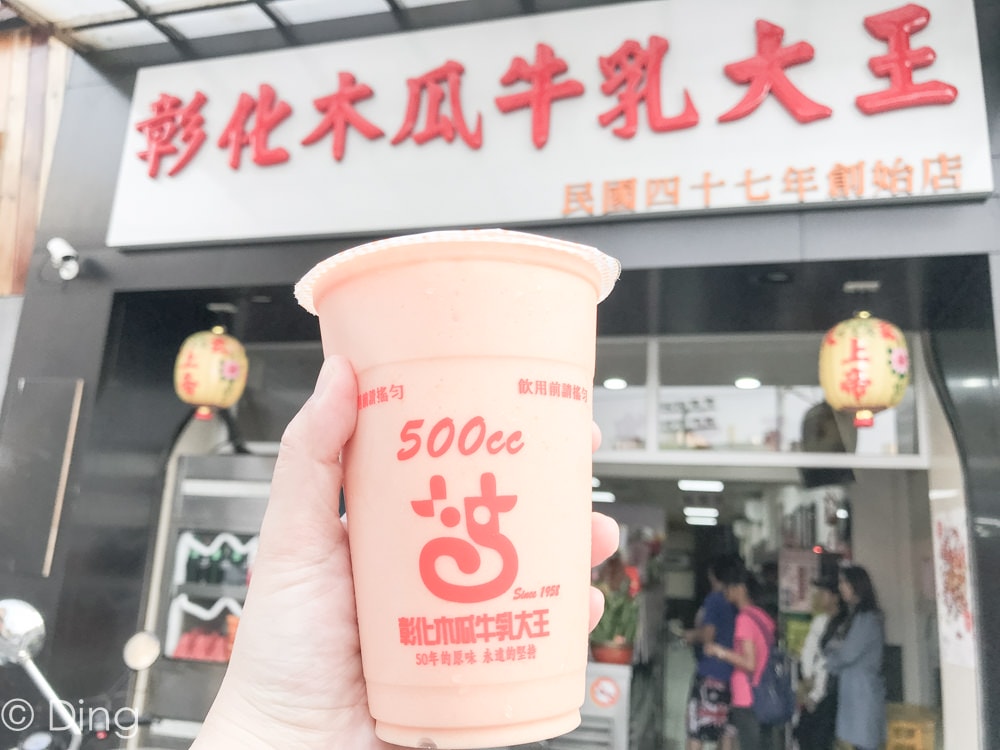 彰化木瓜牛乳大王
民國四十七年創始店
上帝
上帝
飲用前請搖勻
500cc
Since 1958
彰化木瓜牛乳大王
50年的原味 永遠的堅持
© Ding